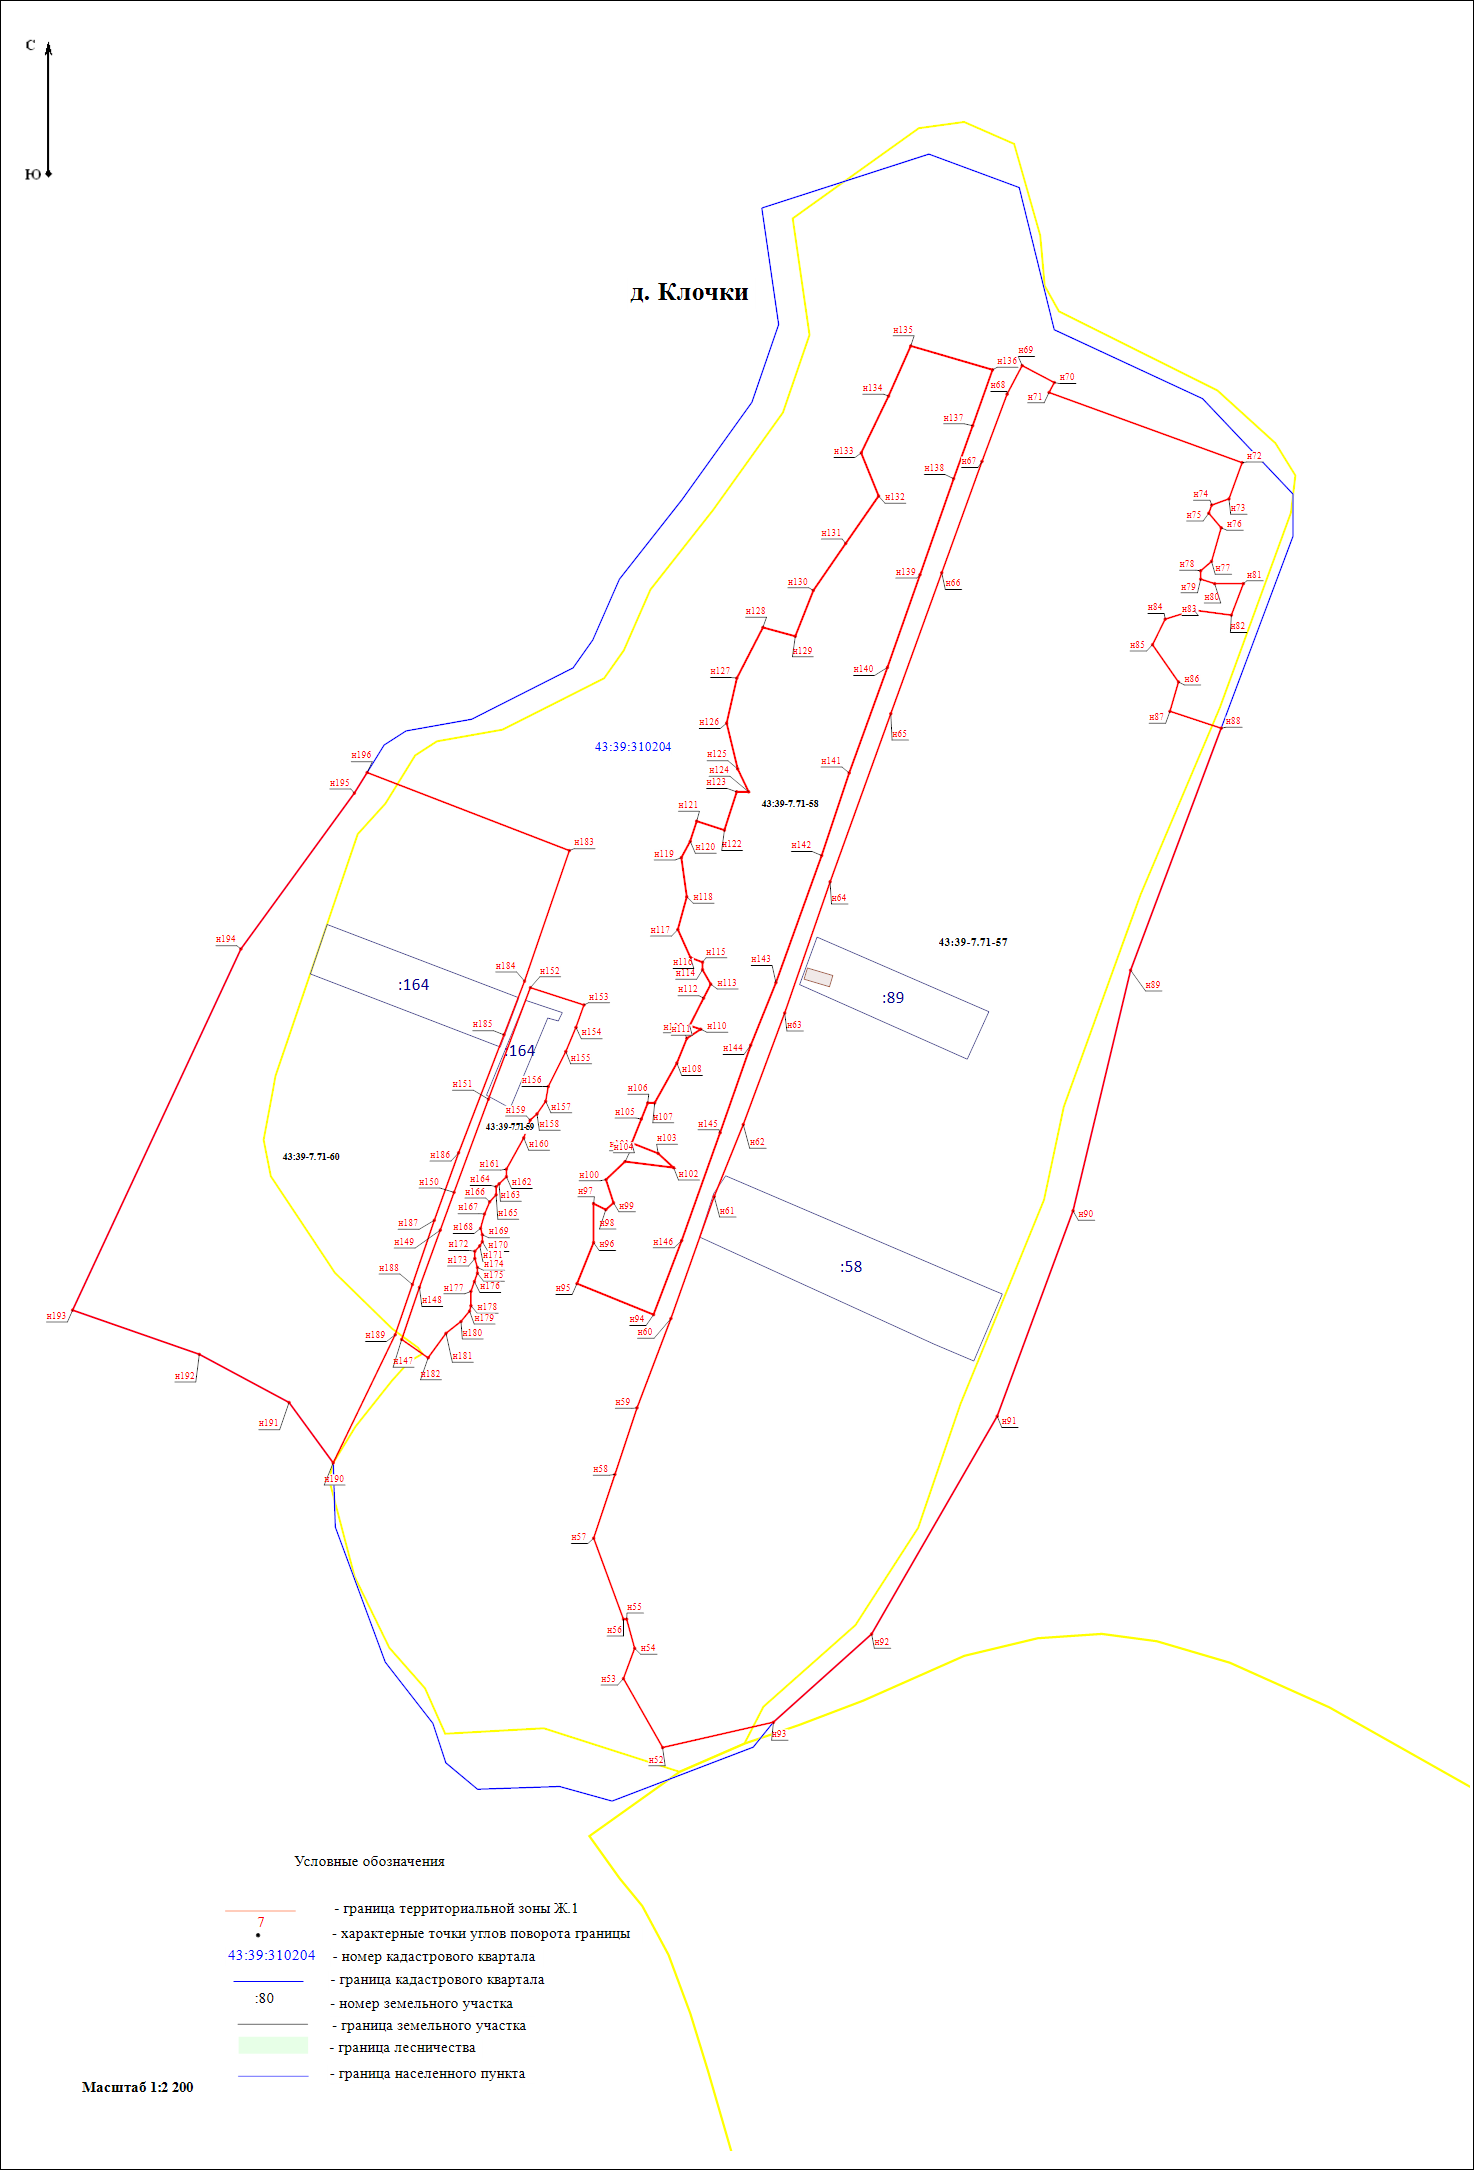 С
Ю
д. Клочки
н135
н69
н136
н70
н68
н134
н71
н137
н133
н72
н67
н138
н74
н132
н73
н75
н76
н131
н78
н77
н139
н81
н130
н66
н79
н80
н84
н83
н128
н82
н85
н129
н140
н127
н86
н87
н88
н126
н65
43:39:310204
н196
н125
н141
н124
н195
н123
43:39-7.71-58
н121
н183
н122
н120
н142
н119
н118
н64
н117
н194
43:39-7.71-57
н115
н116
н143
н184
н152
н114
:164
н113
н89
н112
:89
н153
н63
н185
н110
н111
н154
н144
:164
н155
н108
н151
н156
н106
н157
н159
н105
н107
н158
н145
43:39-7.71-59
н62
н160
н104
н103
43:39-7.71-60
н186
н161
н102
н100
н150
н164
н162
н166
н163
н97
н61
н167
н165
н99
н90
н187
н98
н168
н169
н149
н146
н96
н172
н170
н173
н171
н174
:58
н188
н175
н177
н176
н95
н148
н178
н193
н179
н94
н189
н180
н60
н147
н181
н192
н182
н59
н191
н91
н58
н190
н57
н55
н56
н92
н54
н53
н93
н52
Условные обозначения
- граница территориальной зоны Ж.1
7
- характерные точки углов поворота границы
43:39:310204 - номер кадастрового квартала
- граница кадастрового квартала
:80
- номер земельного участка
- граница земельного участка
- граница лесничества
- граница населенного пункта
Масштаб 1:2 200